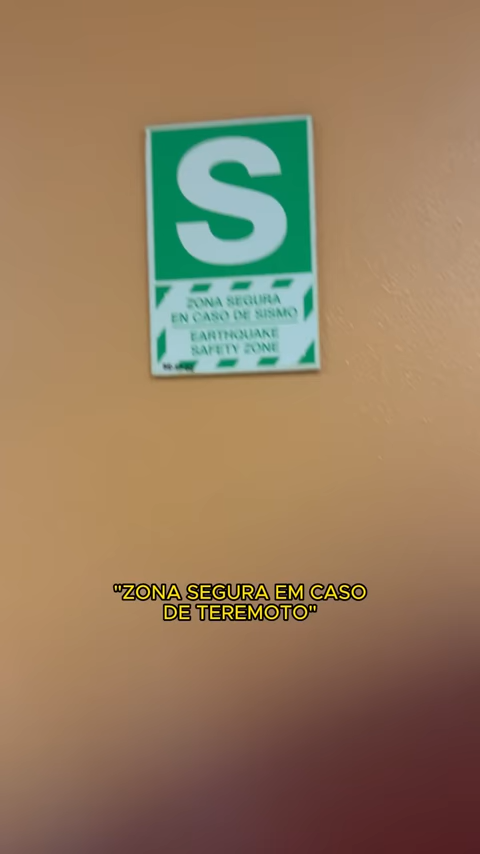 S
ZONA SEGURA
EN CASO DE SISMO
EARTHQUAKE
SAFETY ZONE
"ZONA SEGURA EM CASO
DE TEREMOTO"